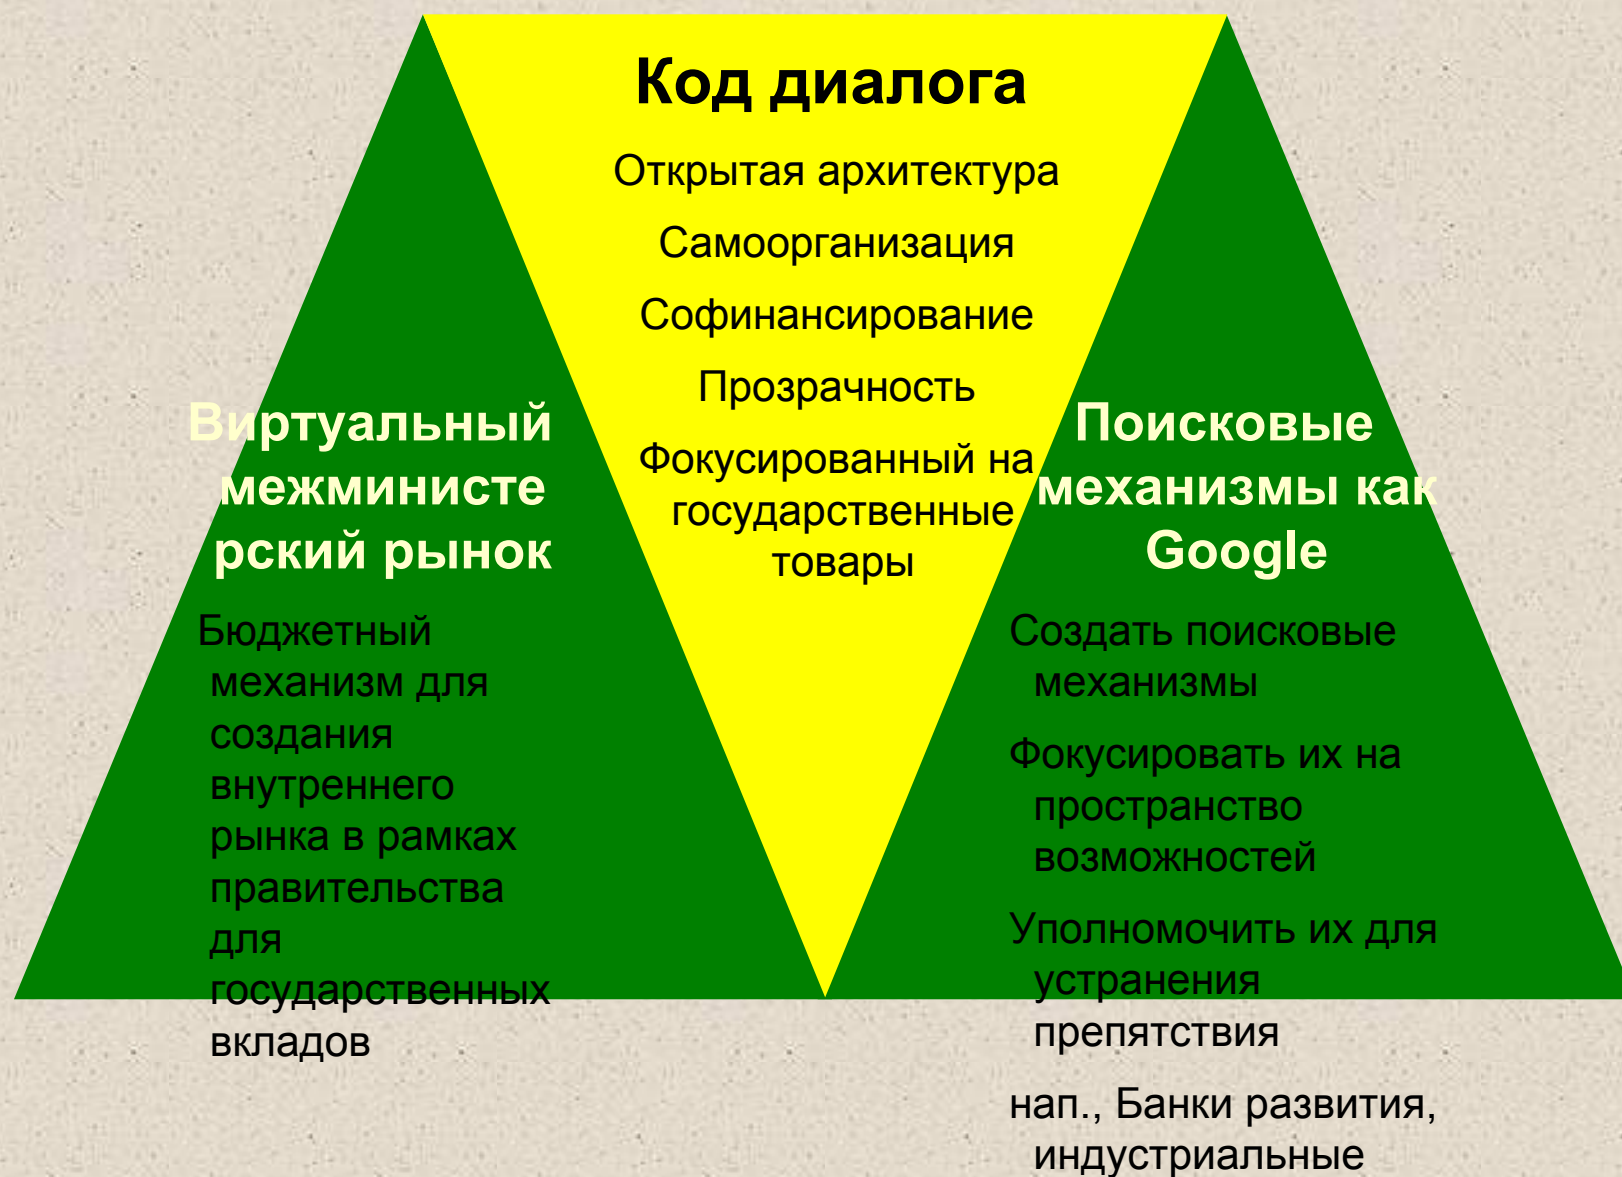 Код диалога
Открытая архитектура
Самоорганизация
Софинансирование
Прозрачность
Фокусированный на
государственные
товары
Виртуальный
межминисте
рский рынок
Бюджетный
механизм для
создания
внутреннего
рынка в рамках
правительства
для
государственных
вкладов
Поисковые
механизмы как
Google
Создать поисковые
механизмы
Фокусировать их на
пространство
возможностей
Уполномочить их для
устранения
препятствия
нап., Банки развития,
индустриальные